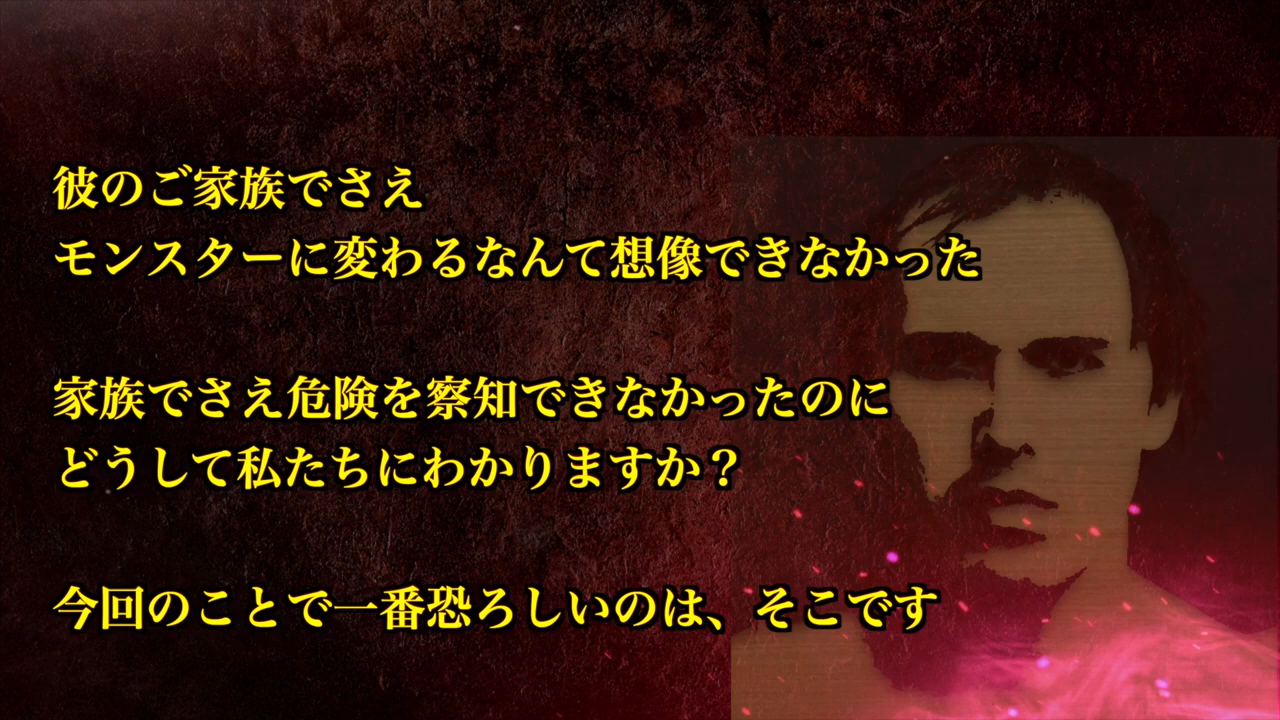 彼のご家族でさえ
モンスターに変わるなんて想像できなかった
家族でさえ危険を察知できなかったのに
どうして私たちにわかりますか？
今回のことで一番恐ろしいのは、そこです